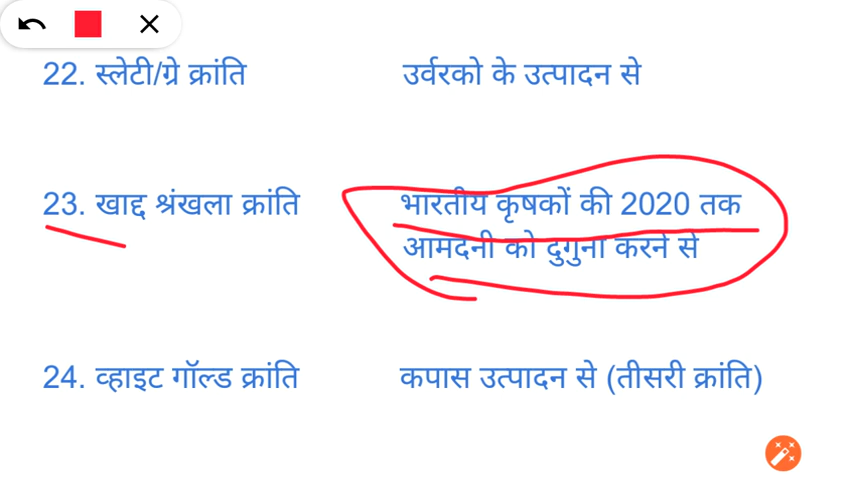 22. स्लेटी/ग्रे क्रांति उर्वरको के उत्पादन से
23. खाद्द श्रंखला क्रांति भारतीय कृषकों की 2020 तक
आमदनी को दुगुना करने से
24. व्हाइट गॉल्ड क्रांति कपास उत्पादन से (तीसरी क्रांति)